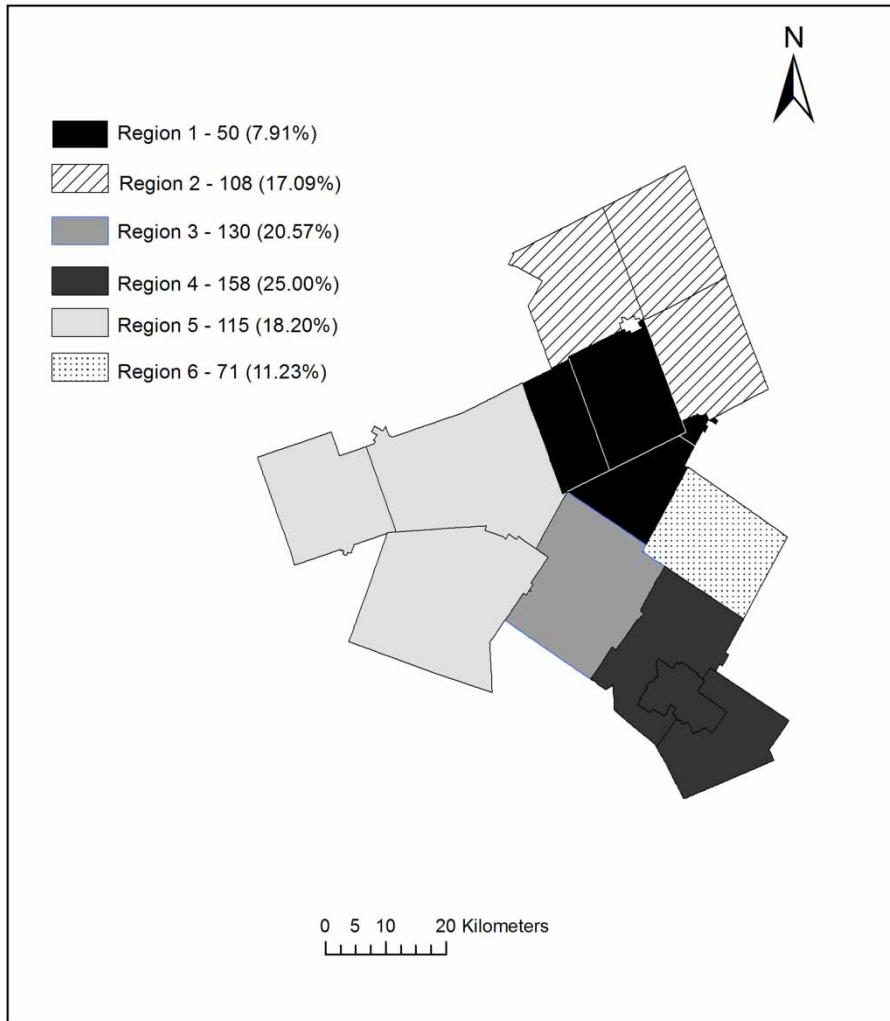 N
Region 1 - 50 (7.91%)
Region 2 - 108 (17.09%)
Region 3 - 130 (20.57%)
Region 4 - 158 (25.00%)
Region 5 - 115 (18.20%)
Region 6 - 71 (11.23%)
0 5 10 20 Kilometers